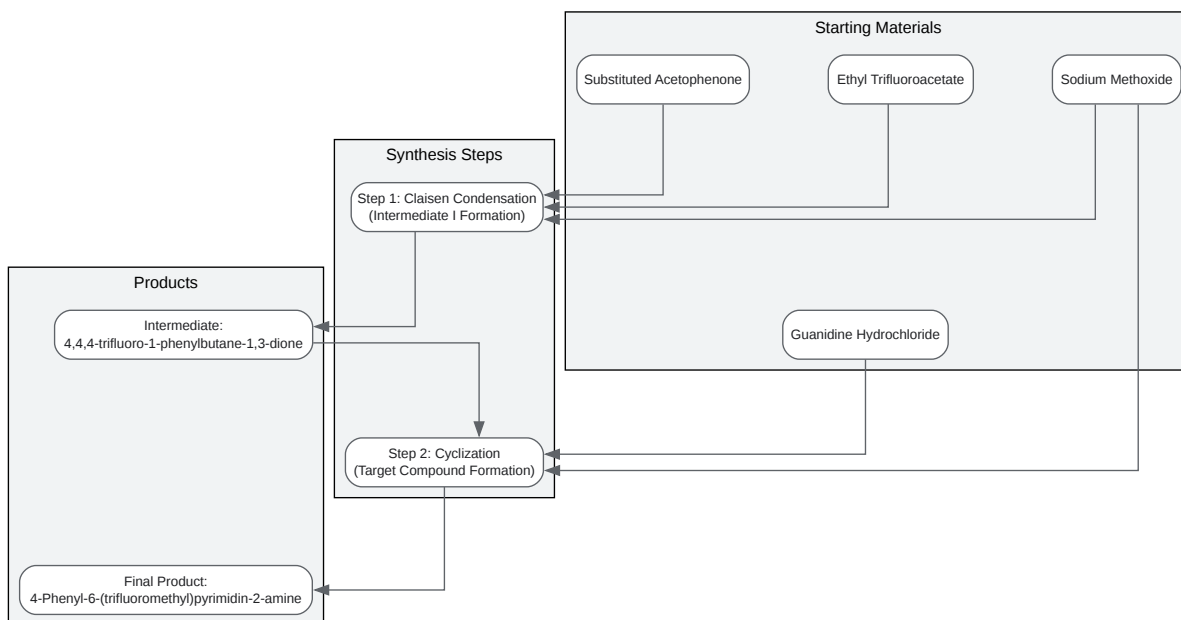 Starting Materials
Substituted Acetophenone
Ethyl Trifluoroacetate
Sodium Methoxide
Synthesis Steps
Step 1: Claisen Condensation
(Intermediate I Formation)
Products
Intermediate:
4,4,4-trifluoro-1-phenylbutane-1,3-dione
Guanidine Hydrochloride
Step 2: Cyclization
(Target Compound Formation)
Final Product:
4-Phenyl-6-(trifluoromethyl)pyrimidin-2-amine